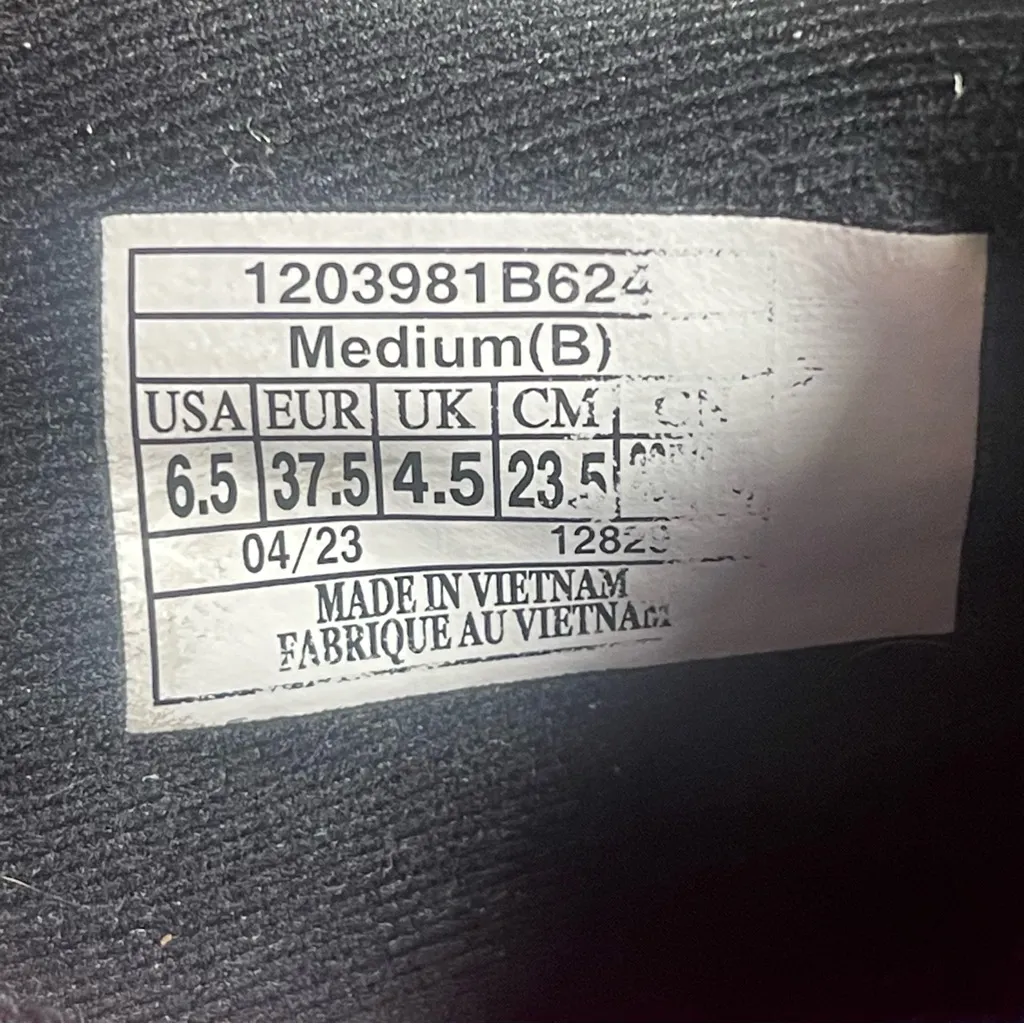 1203981B624
Medium(B)
USA EUR UK CM CN
6.5 37.5 4.5 23.5
04/23
MADE IN VIETNAM
FABRIQUE AU VIETNAM